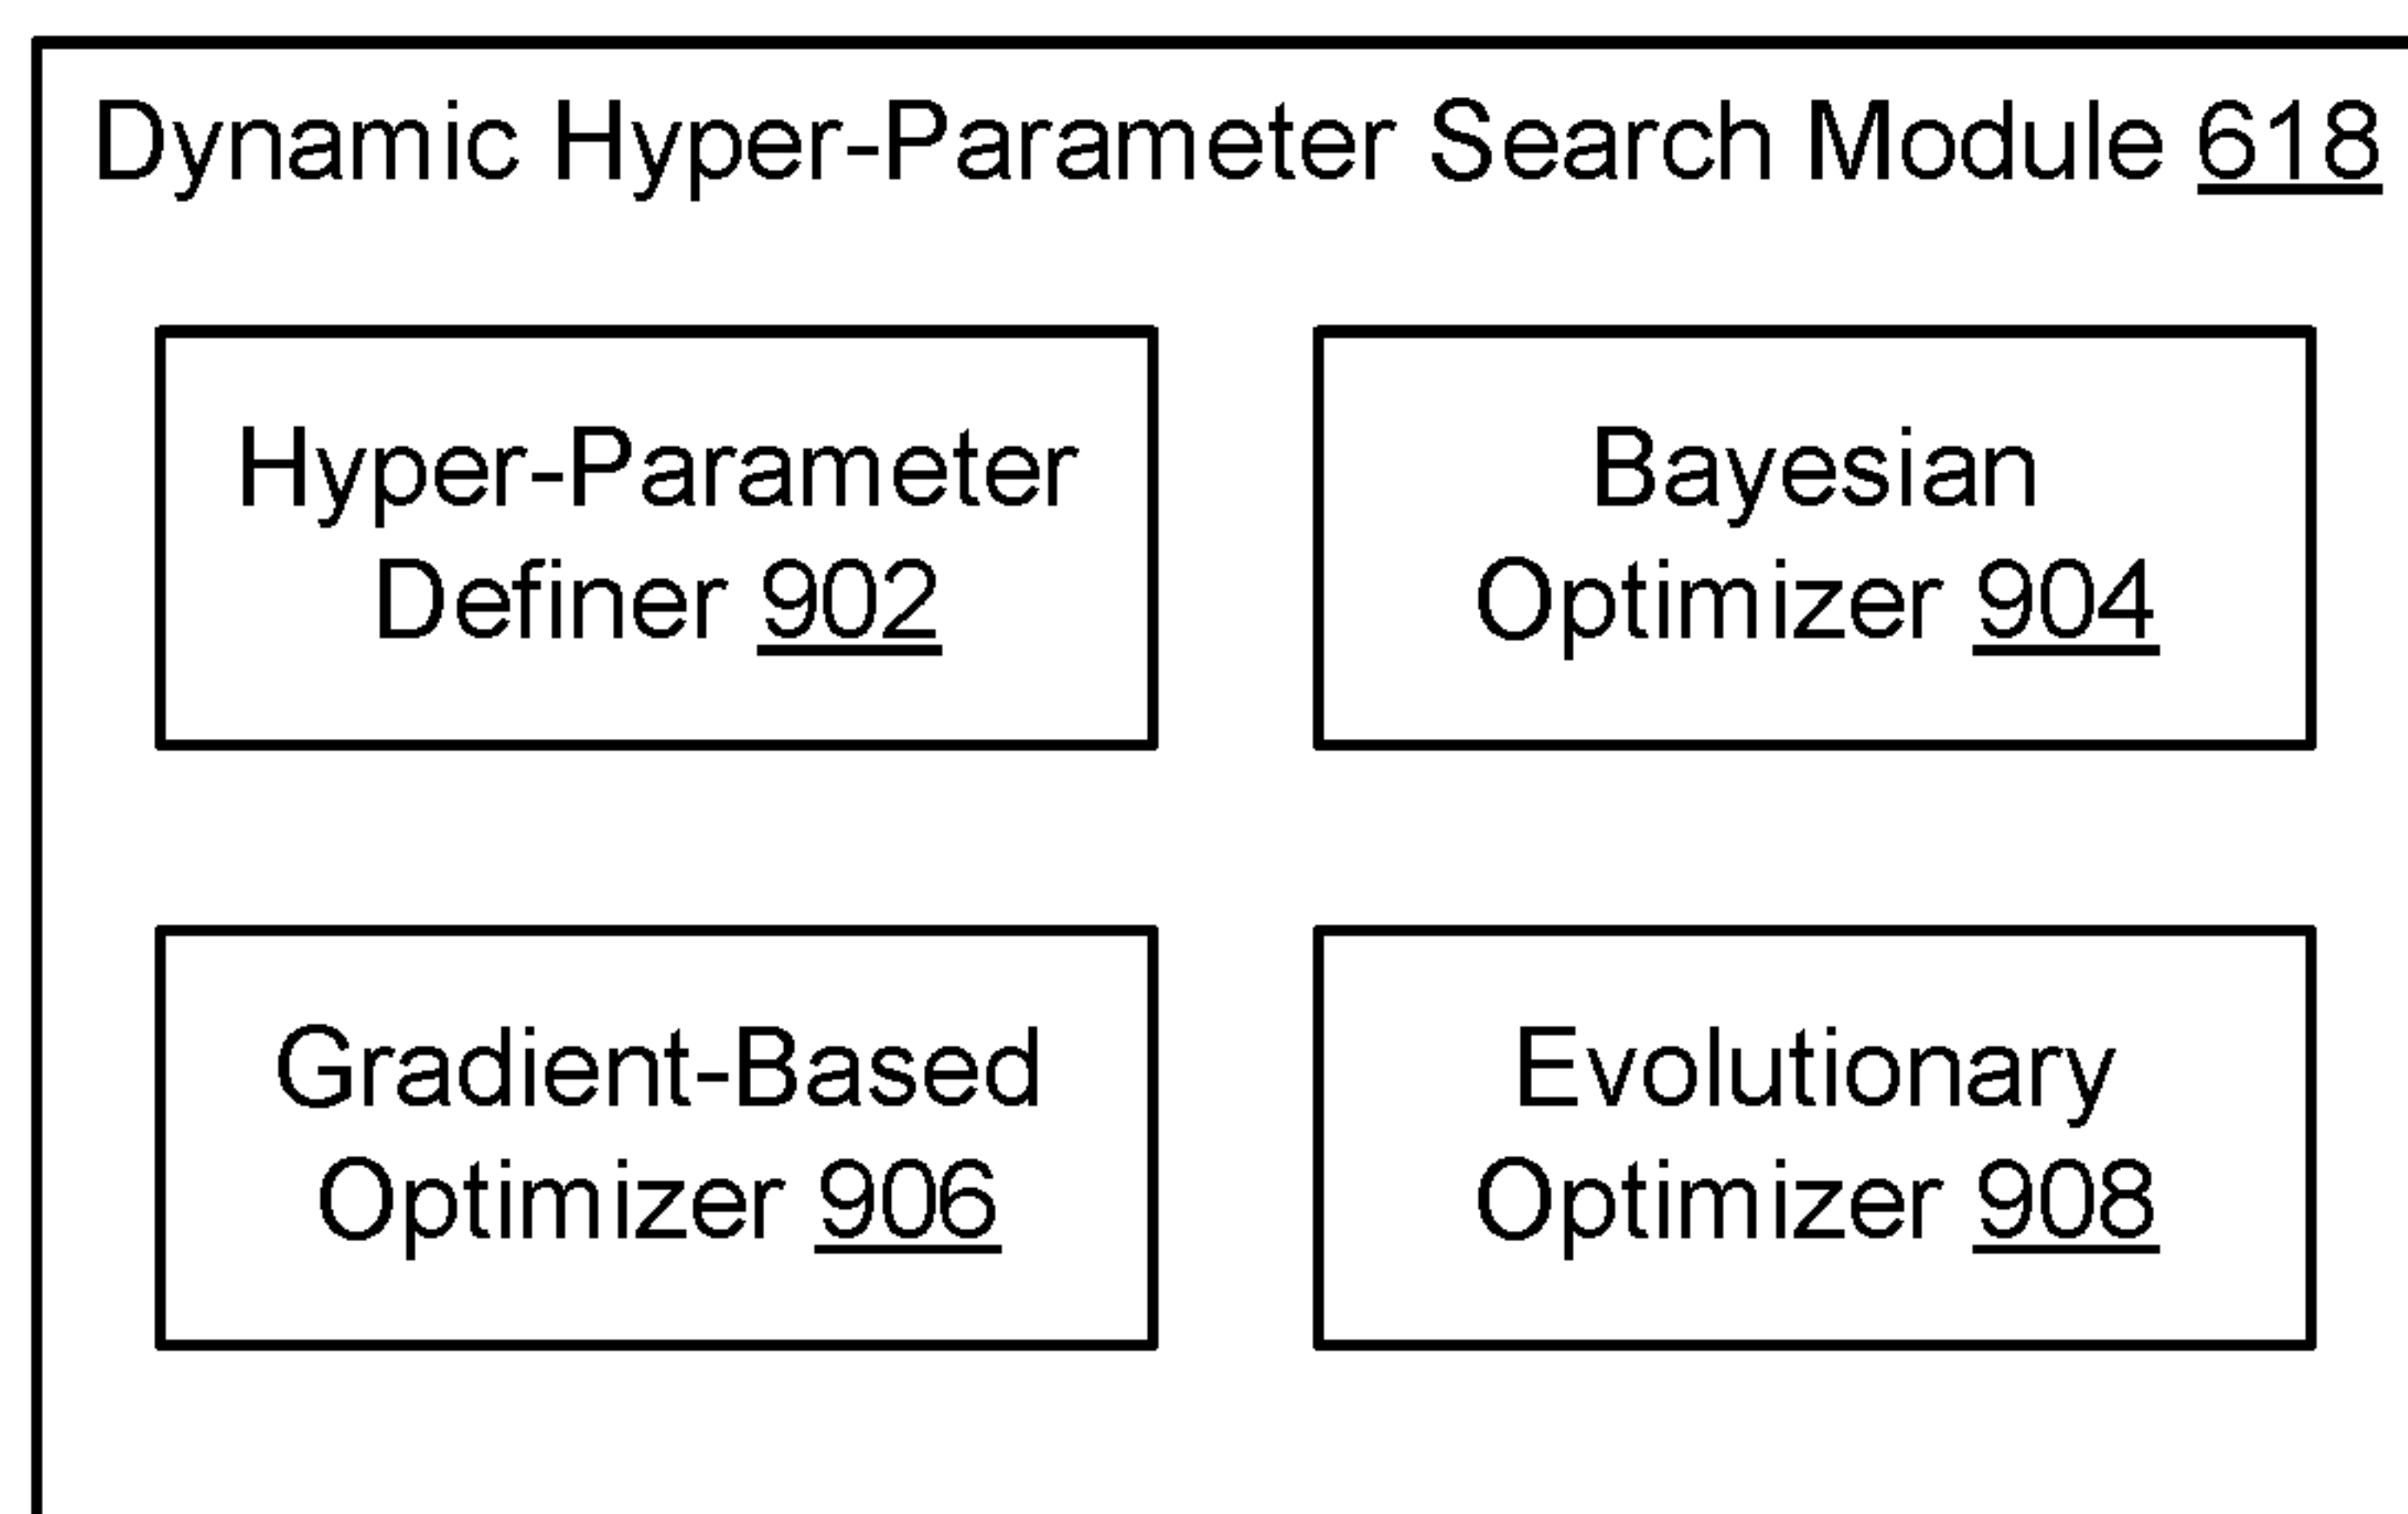 Dynamic Hyper-Parameter Search Module 618
Hyper-Parameter
Definer 902
Bayesian
Optimizer 904
Gradient-Based
Optimizer 906
Evolutionary
Optimizer 908